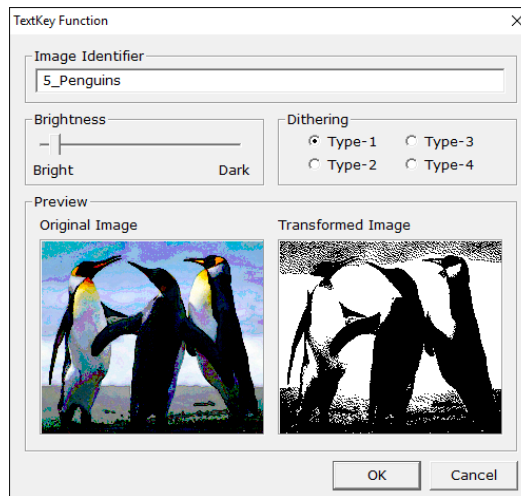 TextKey Function
Image Identifier
5_Penguins
Brightness
Bright Dark
Dithering
Type-1 Type-3
Type-2 Type-4
Preview
Original Image Transformed Image
OK Cancel